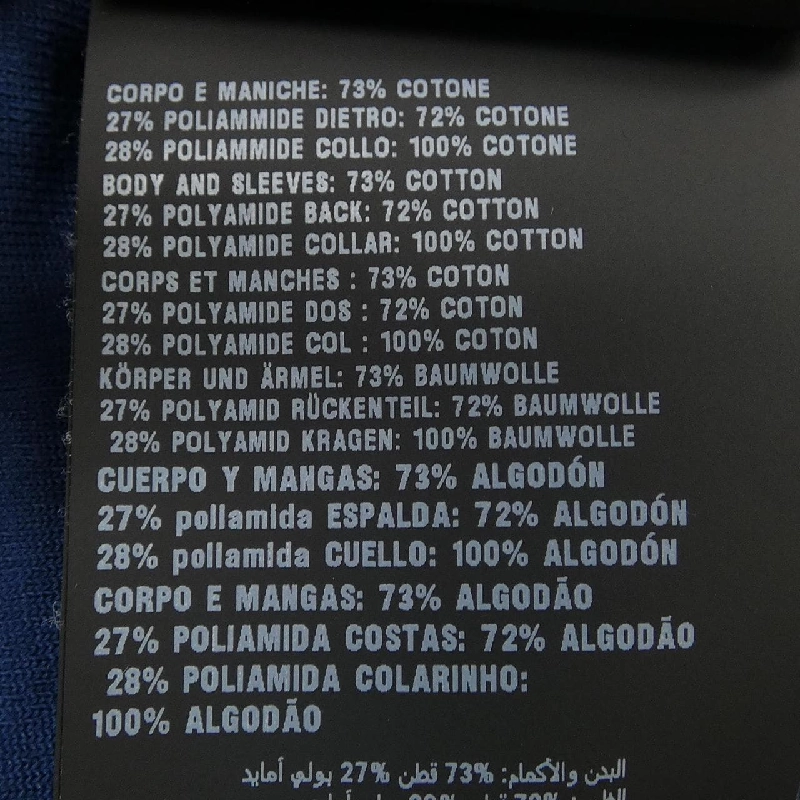 CORPO E MANICHE: 73% COTONE
27% POLIAMMIDE DIETRO: 72% COTONE
28% POLIAMMIDE COLLO: 100% COTONE
BODY AND SLEEVES: 73% COTTON
27% POLYAMIDE BACK: 72% COTTON
28% POLYAMIDE COLLAR: 100% COTTON
CORPS ET MANCHES : 73% COTON
27% POLYAMIDE DOS : 72% COTON
28% POLYAMIDE COL : 100% COTON
KÖRPER UND ÄRMEL: 73% BAUMWOLLE
27% POLYAMID RÜCKENTEIL: 72% BAUMWOLLE
28% POLYAMID KRAGEN: 100% BAUMWOLLE
CUERPO Y MANGAS: 73% ALGODÓN
27% poliamida ESPALDA: 72% ALGODÓN
28% poliamida CUELLO: 100% ALGODÓN
CORPO E MANGAS: 73% ALGODÃO
27% POLIAMIDA COSTAS: 72% ALGODÃO
28% POLIAMIDA COLARINHO:
100% ALGODÃO
البدن والأكمام: 73% قطن 27% بولي أمايد